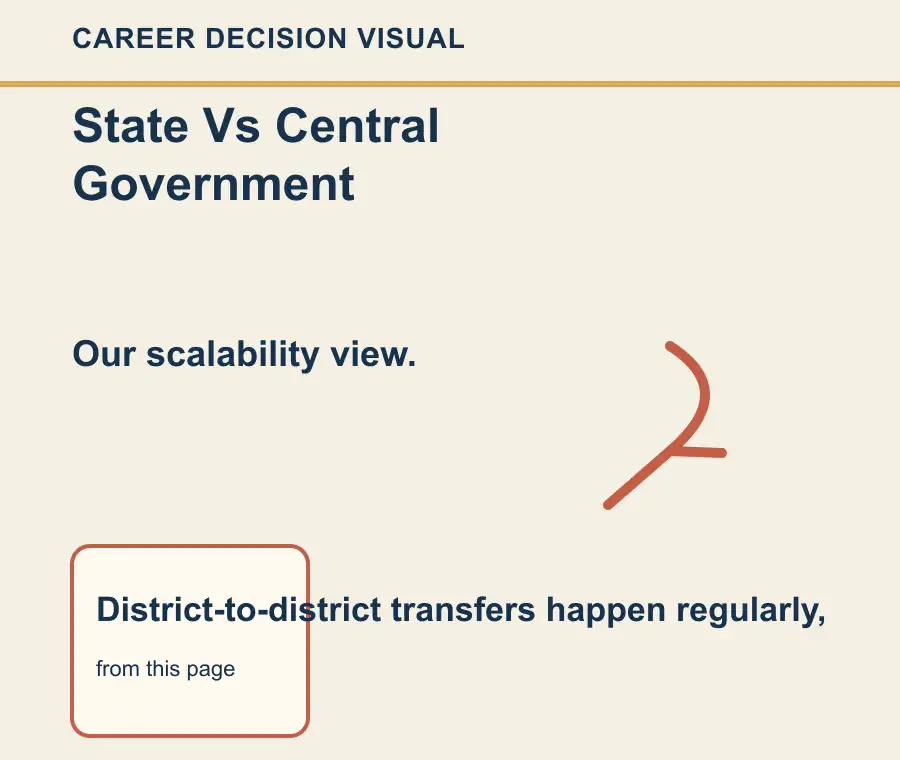 CAREER DECISION VISUAL
State Vs Central
Government
Our scalability view.
District-to-district transfers happen regularly,
from this page